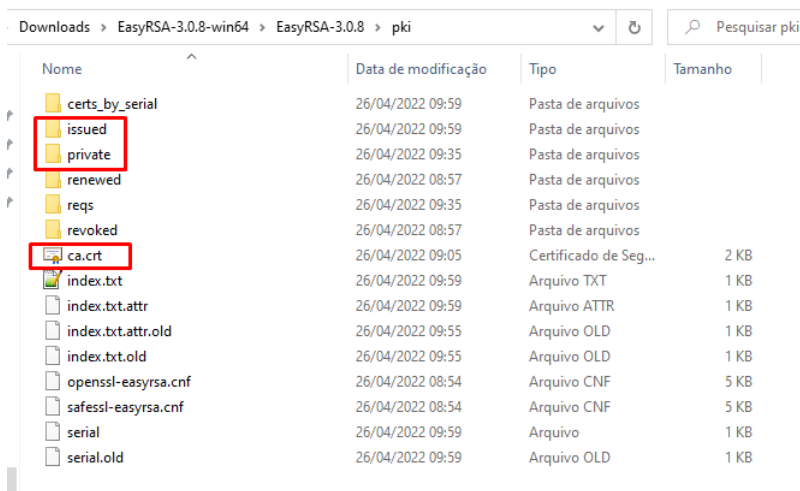 Downloads > EasyRSA-3.0.8-win64 > EasyRSA-3.0.8 > pki Pesquisar pki
Nome Data de modificação Tipo Tamanho
certs_by_serial 26/04/2022 09:59 Pasta de arquivos
issued 26/04/2022 09:59 Pasta de arquivos
private 26/04/2022 09:35 Pasta de arquivos
renewed 26/04/2022 08:57 Pasta de arquivos
reqs 26/04/2022 09:35 Pasta de arquivos
revoked 26/04/2022 08:57 Pasta de arquivos
ca.crt 26/04/2022 09:05 Certificado de Seg... 2 KB
index.txt 26/04/2022 09:59 Arquivo TXT 1 KB
index.txt.attr 26/04/2022 09:59 Arquivo ATTR 1 KB
index.txt.attr.old 26/04/2022 09:55 Arquivo OLD 1 KB
index.txt.old 26/04/2022 09:55 Arquivo OLD 1 KB
openssl-easyrsa.cnf 26/04/2022 08:54 Arquivo CNF 5 KB
safessl-easyrsa.cnf 26/04/2022 08:54 Arquivo CNF 5 KB
serial 26/04/2022 09:59 Arquivo 1 KB
serial.old 26/04/2022 09:59 Arquivo OLD 1 KB